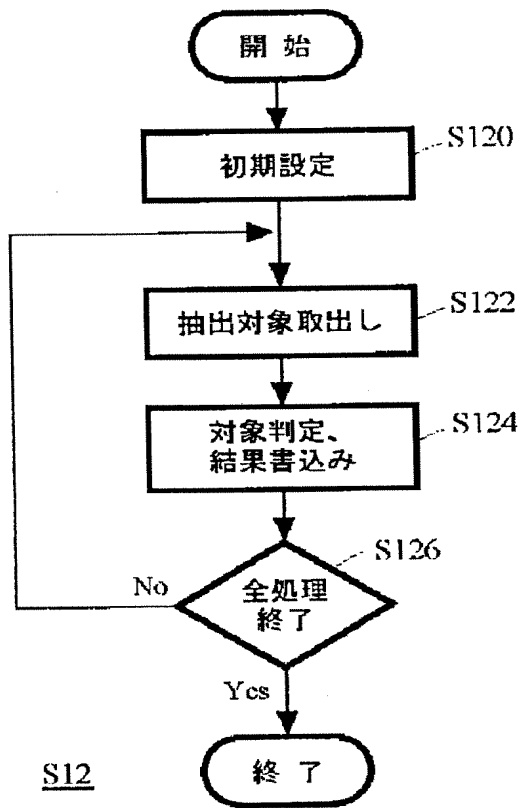 開始
S120
初期設定
S122
抽出対象取出し
S124
対象判定、
結果書込み
S126
全処理
終了
No
Yes
終了
S12